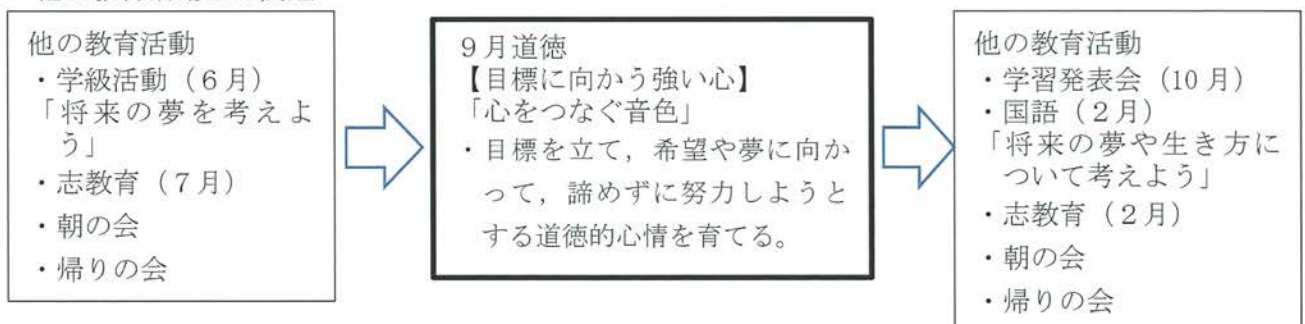 他の教育活動
・学級活動（６月）
「将来の夢を考えよ
う」
・志教育（７月）
・朝の会
・帰りの会
９月道徳
【目標に向かう強い心】
「心をつなぐ音色」
・目標を立て，希望や夢に向か
って，諦めずに努力しようと
する道徳的心情を育てる。
他の教育活動
・学習発表会（10月）
・国語（２月）
「将来の夢や生き方に
ついて考えよう」
・志教育（２月）
・朝の会
・帰りの会